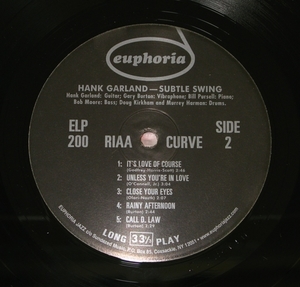 euphoria
HANK GARLAND—SUBTLE SWING
Hank Garland: Guitar; Gary Burton; Vibraphone; Bill Pursell; Piano;
Bob Moore: Bass; Doug Kirkham and Murrey Harman: Drums.
ELP
200
RIAA
CURVE
SIDE
2
1: IT'S LOVE OF COURSE
2: UNLESS YOU'RE IN LOVE
3: CLOSE YOUR EYES
4: RAINY AFTERNOON
(Burton)
5: CALL D. LAW
(Burton)
LONG 33⅓ PLAY